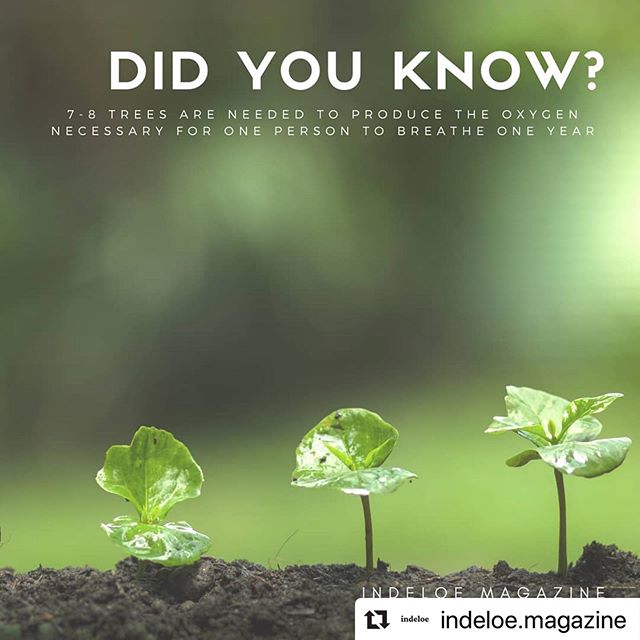 DID YOU KNOW?
7-8 TREES ARE NEEDED TO PRODUCE THE OXYGEN
NECESSARY FOR ONE PERSON TO BREATHE ONE YEAR
INDELOE MAGAZINE
indeloe indeloe.magazine